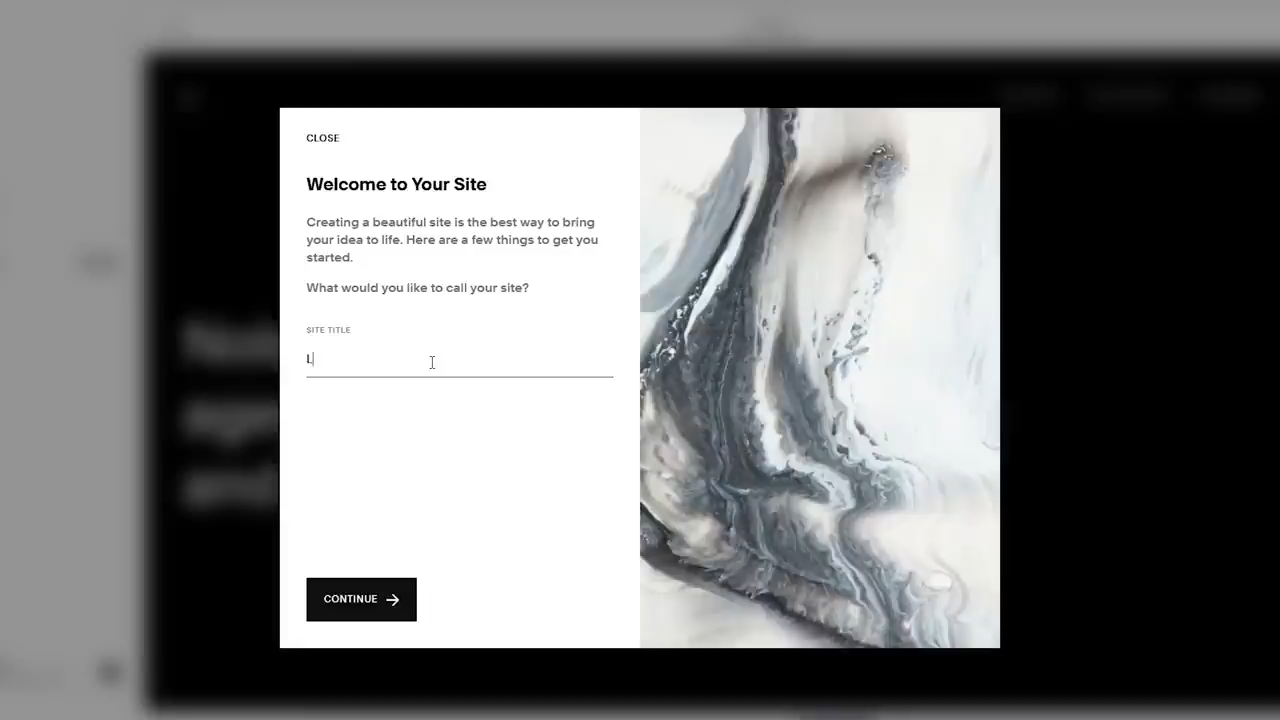 CLOSE
Welcome to Your Site
Creating a beautiful site is the best way to bring
your idea to life. Here are a few things to get you
started.
What would you like to call your site?
SITE TITLE
L
CONTINUE